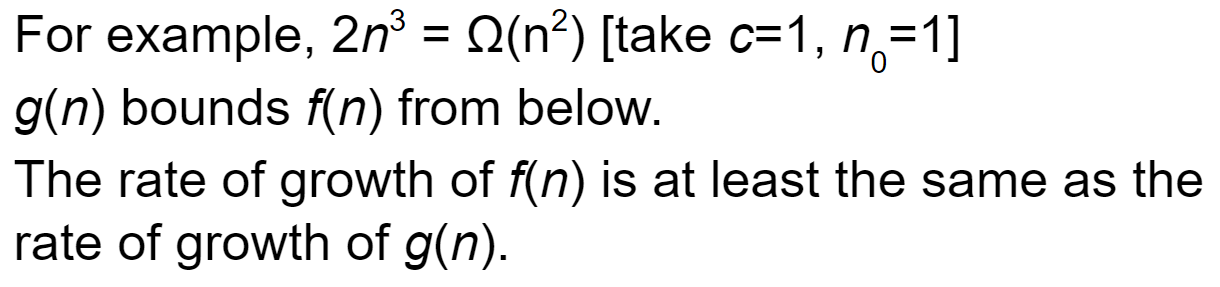 For example, 2n³ = Ω(n²) [take c=1, n₀=1]
g(n) bounds f(n) from below.
The rate of growth of f(n) is at least the same as the
rate of growth of g(n).